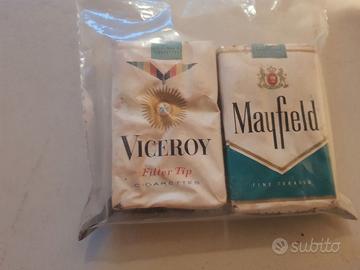 VICEROY
Filter Tip
CIGARETTES
Mayfield
FINE TOBACCO
subito